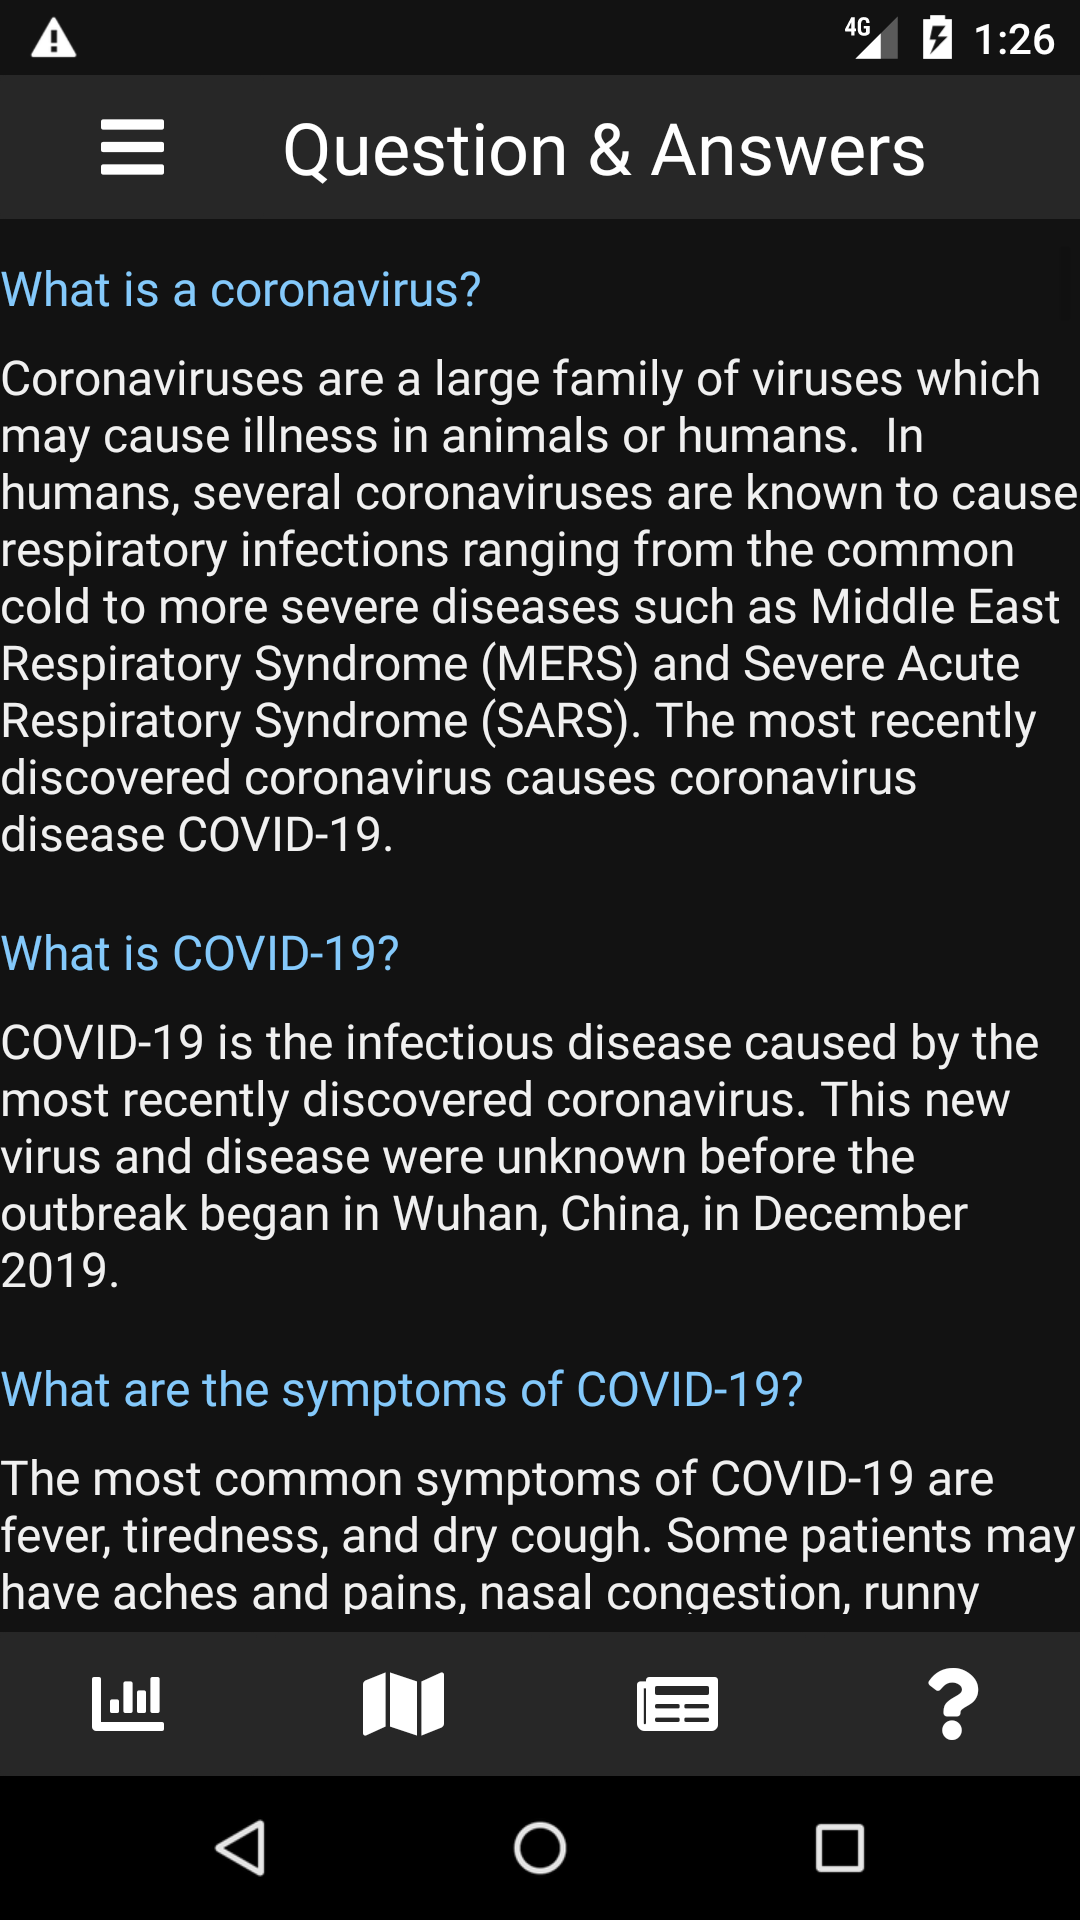 4G 1:26
Question & Answers
What is a coronavirus?
Coronaviruses are a large family of viruses which
may cause illness in animals or humans.  In
humans, several coronaviruses are known to cause
respiratory infections ranging from the common
cold to more severe diseases such as Middle East
Respiratory Syndrome (MERS) and Severe Acute
Respiratory Syndrome (SARS). The most recently
discovered coronavirus causes coronavirus
disease COVID-19.
What is COVID-19?
COVID-19 is the infectious disease caused by the
most recently discovered coronavirus. This new
virus and disease were unknown before the
outbreak began in Wuhan, China, in December
2019.
What are the symptoms of COVID-19?
The most common symptoms of COVID-19 are
fever, tiredness, and dry cough. Some patients may
have aches and pains, nasal congestion, runny